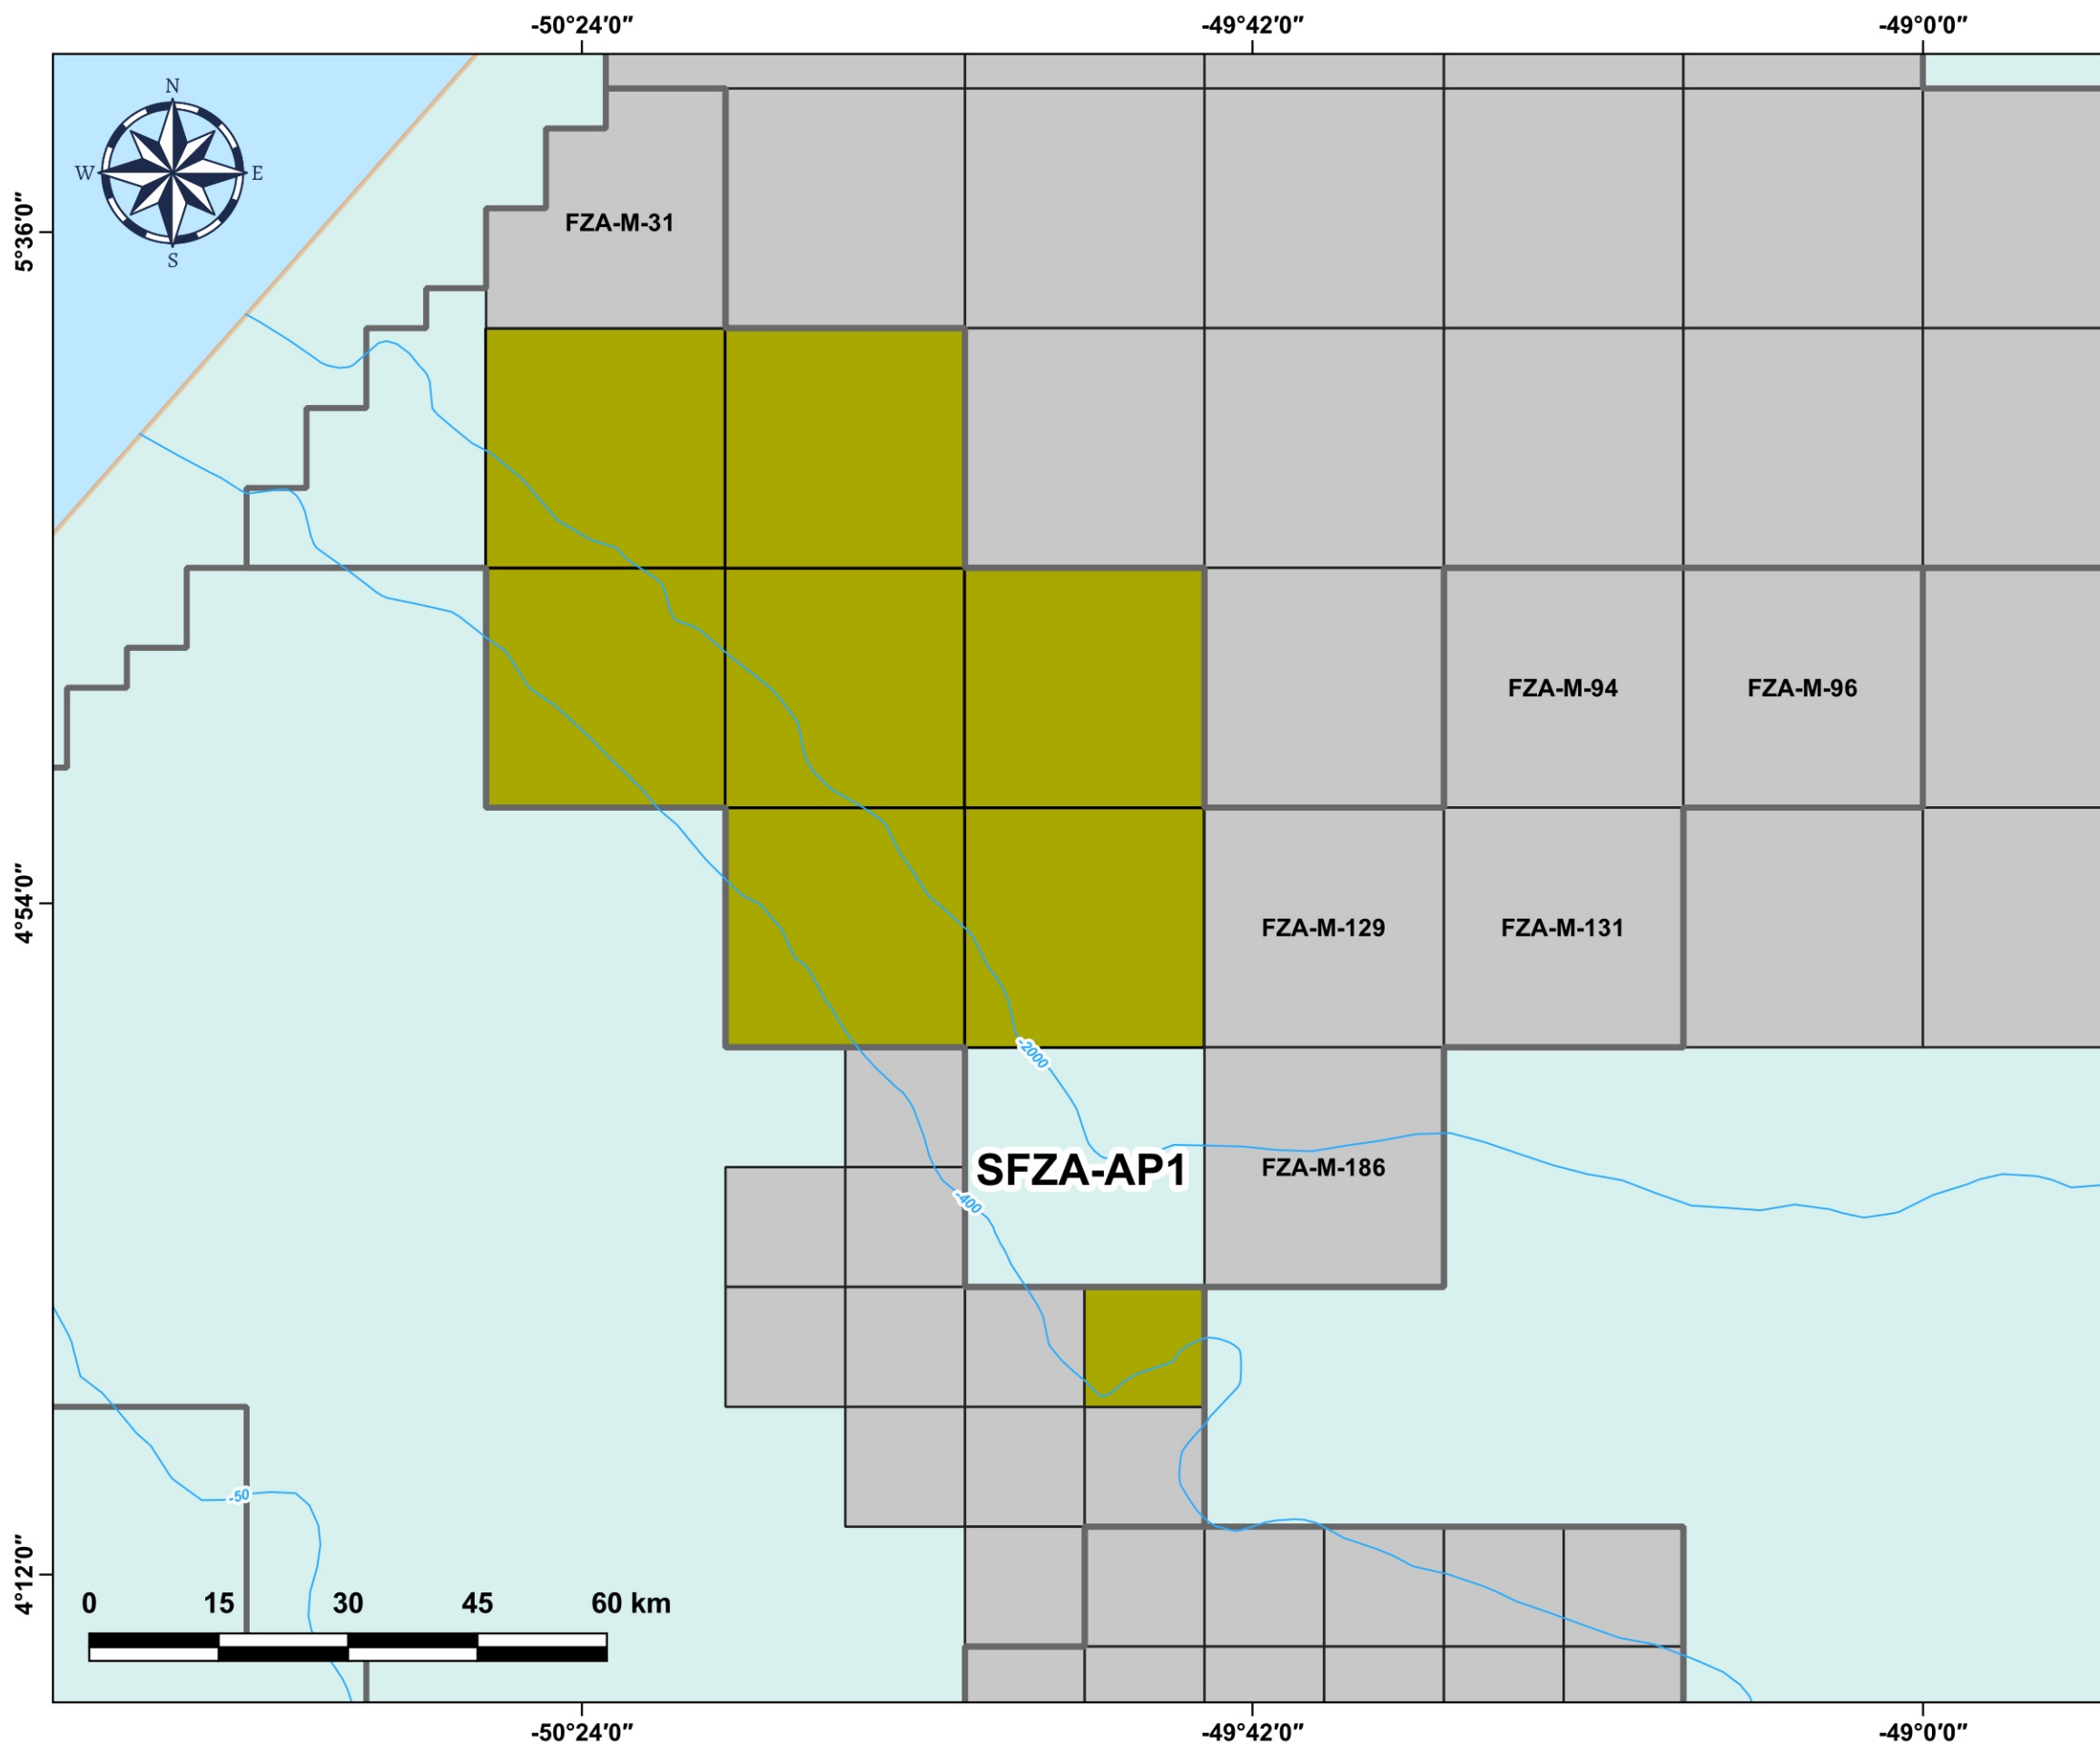 -50°24′0″ -49°42′0″ -49°0′0″
N
W E
S
5°36′0″
FZA-M-31
FZA-M-94 FZA-M-96
4°54′0″
FZA-M-129 FZA-M-131
-2000
SFZA-AP1
FZA-M-186
-400
-50
4°12′0″
0 15 30 45 60 km
-50°24′0″ -49°42′0″ -49°0′0″